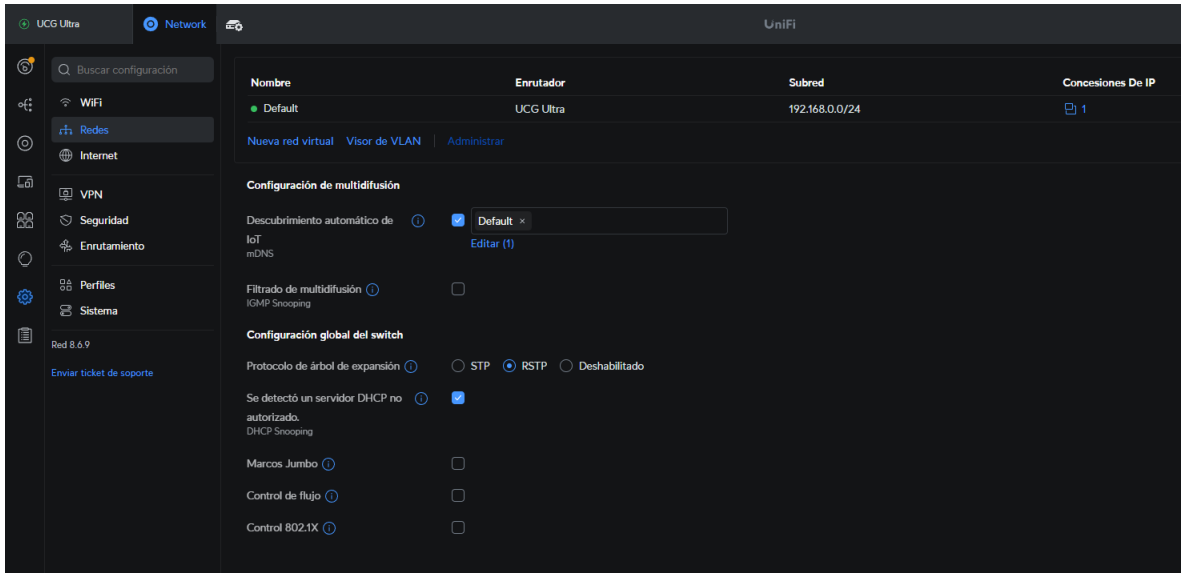 UCG Ultra
Network
UniFi
Buscar configuración
WiFi
Redes
Internet
VPN
Seguridad
Enrutamiento
Perfiles
Sistema
Red 8.6.9
Enviar ticket de soporte
Nombre Enrutador Subred Concesiones De IP
Default UCG Ultra 192.168.0.0/24 1
Nueva red virtual Visor de VLAN Administrar
Configuración de multidifusión
Descubrimiento automático de
IoT
mDNS
Default ×
Editar (1)
Filtrado de multidifusión
IGMP Snooping
Configuración global del switch
Protocolo de árbol de expansión STP RSTP Deshabilitado
Se detectó un servidor DHCP no
autorizado.
DHCP Snooping
Marcos Jumbo
Control de flujo
Control 802.1X